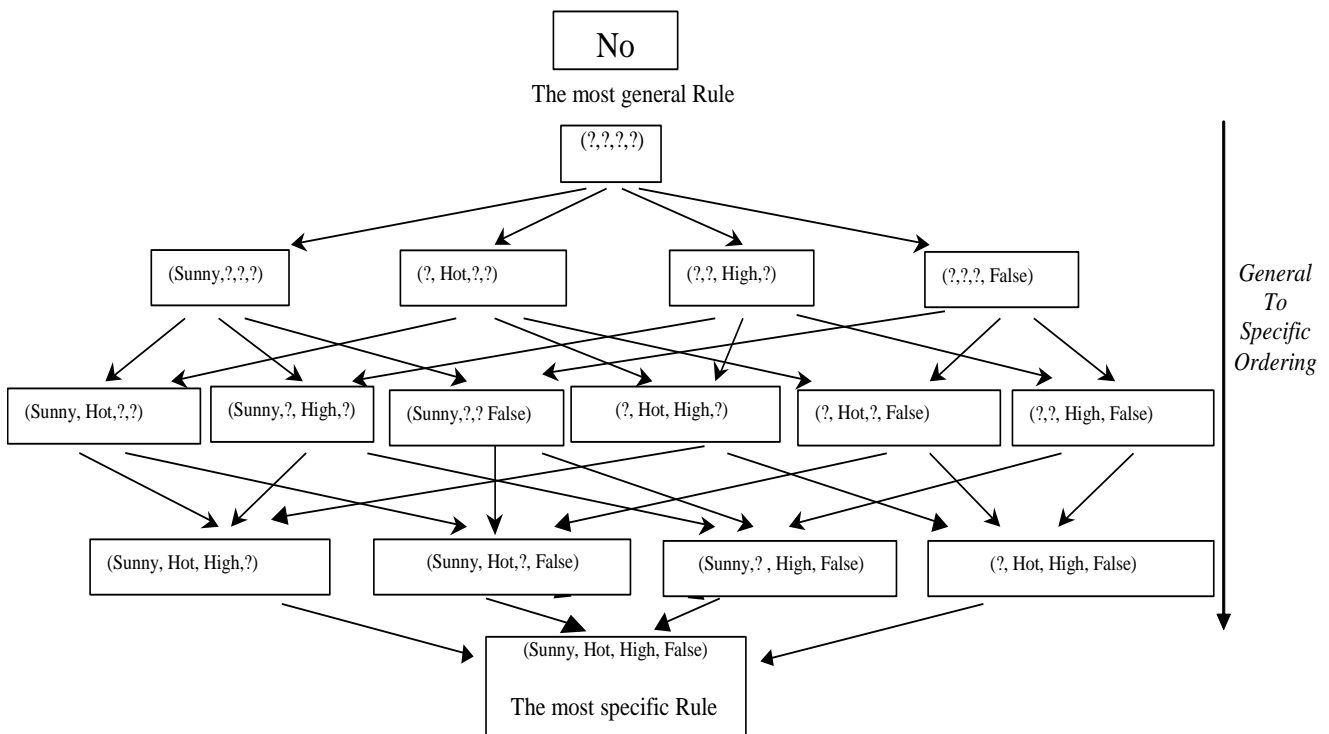 No
The most general Rule
(?,?,?,?)
(Sunny,?,?,?)
(?, Hot,?,?)
(?,?, High,?)
(?,?,?, False)
General
To
Specific
Ordering
(Sunny, Hot,?,?)
(Sunny,?, High,?)
(Sunny,?,? False)
(?, Hot, High,?)
(?, Hot,?, False)
(?,?, High, False)
(Sunny, Hot, High,?)
(Sunny, Hot,?, False)
(Sunny,? , High, False)
(?, Hot, High, False)
(Sunny, Hot, High, False)
The most specific Rule